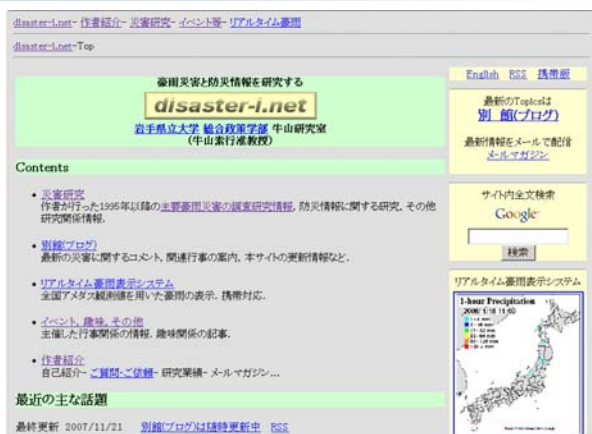 disaster-i.net- 作者紹介- 災害研究- イベント等- リアルタイム豪雨
disaster-i.net-Top
豪雨災害と防災情報を研究する
disaster-i.net
岩手県立大学 総合政策学部 牛山研究室
(牛山素行准教授)
Contents
• 災害研究
作者が行った1995年以降の主要豪雨災害の調査研究情報, 防災情報に関する研究, その他
研究関係情報.
• 別館(ブログ)
最新の災害に関するコメント, 関連行事の案内, 本サイトの更新情報など.
• リアルタイム豪雨表示システム
全国アメダス観測値を用いた豪雨の表示. 携帯対応.
• イベント, 趣味, その他
主催した行事関係の情報. 趣味関係の記事.
• 作者紹介
自己紹介- ご質問・ご依頼- 研究業績- メールマガジン...
最近の主な話題
最終更新 2007/11/21 別館(ブログ)は随時更新中 RSS
English RSS 携帯版
最新のTopicsは
別 館(ブログ)
最新情報をメールで配信
メールマガジン
サイト内全文検索
Google
検索
リアルタイム豪雨表示システム
1-hour Precipitation